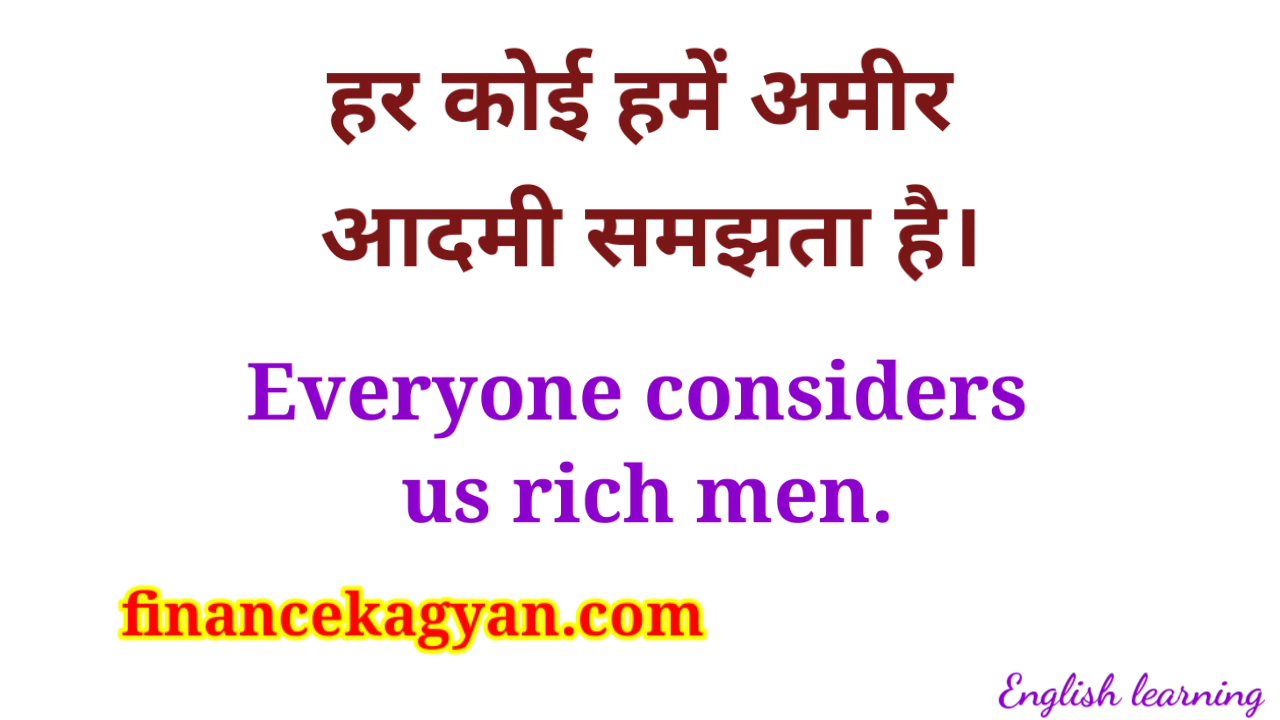 हर कोई हमें अमीर
आदमी समझता है।
Everyone considers
us rich men.
financekagyan.com
English learning